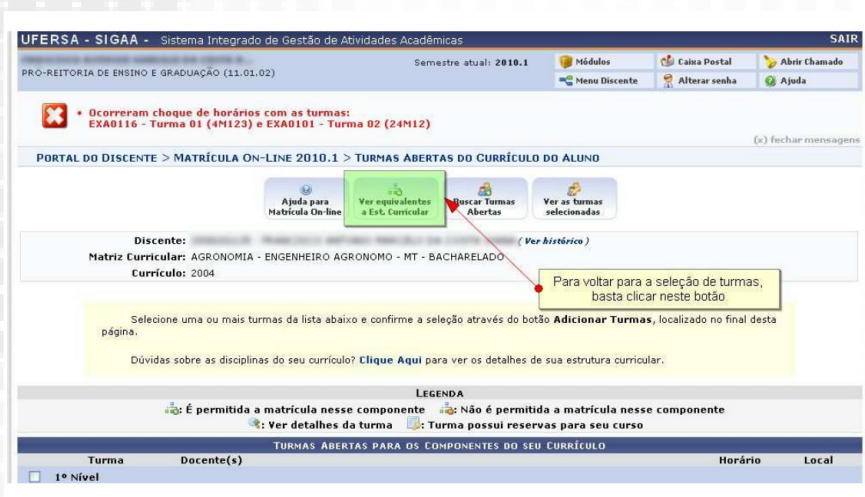 UFERSA - SIGAA - Sistema Integrado de Gestão de Atividades Acadêmicas SAIR
Semestre atual: 2010.1
PRO-REITORIA DE ENSINO E GRADUAÇÃO (11.01.02)
Módulos Caixa Postal Abrir Chamado
Menu Discente Alterar senha Ajuda
• Ocorreram choque de horários com as turmas:
EXA0116 - Turma 01 (4M123) e EXA0101 - Turma 02 (24M12)
(x) fechar mensagens
PORTAL DO DISCENTE > MATRÍCULA ON-LINE 2010.1 > TURMAS ABERTAS DO CURRÍCULO DO ALUNO
Ajuda para Matrícula On-line
Ver equivalentes a Est. Curricular
Buscar Turmas Abertas
Ver as turmas selecionadas
Discente: ( Ver histórico )
Matriz Curricular: AGRONOMIA - ENGENHEIRO AGRONOMO - MT - BACHARELADO
Currículo: 2004
Para voltar para a seleção de turmas,
basta clicar neste botão
Selecione uma ou mais turmas da lista abaixo e confirme a seleção através do botão Adicionar Turmas, localizado no final desta
página.
Dúvidas sobre as disciplinas do seu currículo? Clique Aqui para ver os detalhes de sua estrutura curricular.
LEGENDA
: É permitida a matrícula nesse componente : Não é permitida a matrícula nesse componente
: Ver detalhes da turma : Turma possui reservas para seu curso
TURMAS ABERTAS PARA OS COMPONENTES DO SEU CURRÍCULO
Turma Docente(s) Horário Local
1º Nível